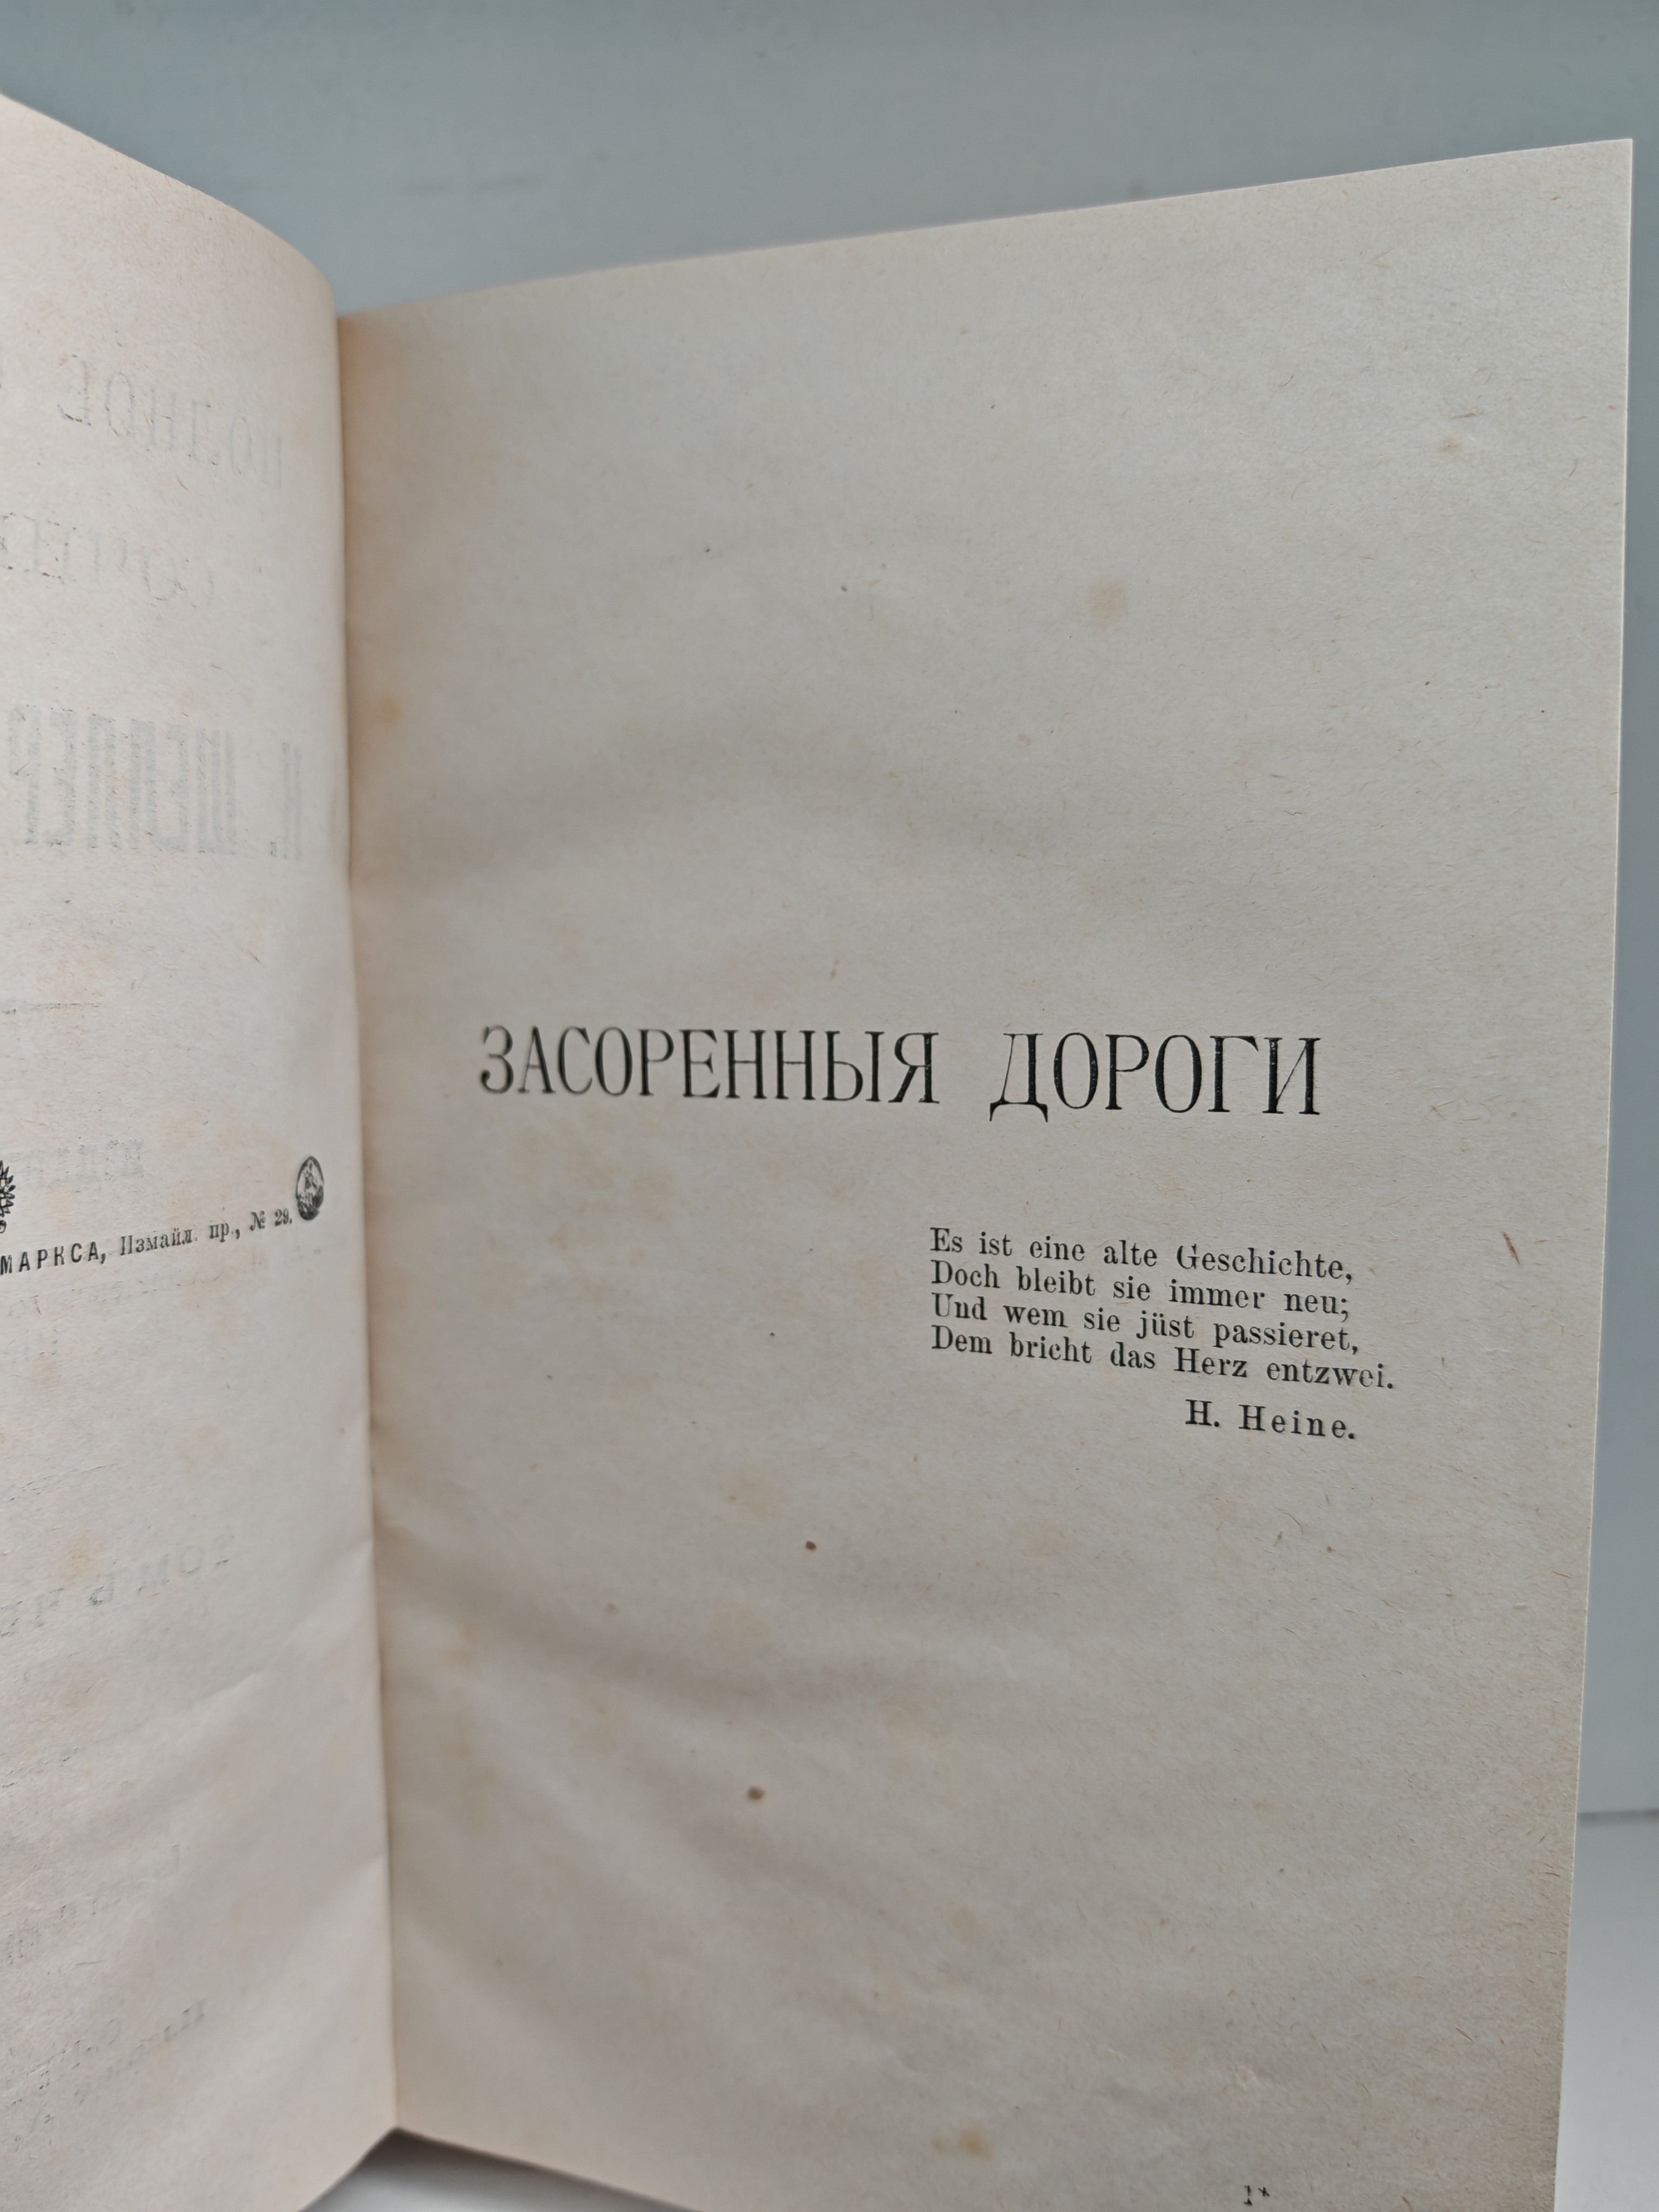 МАРКСА, Измайл. пр., № 29.
ЗАСОРЕННЫЯ ДОРОГИ
Es ist eine alte Geschichte,
Doch bleibt sie immer neu;
Und wem sie jüst passieret,
Dem bricht das Herz entzwei.
H. Heine.
1*